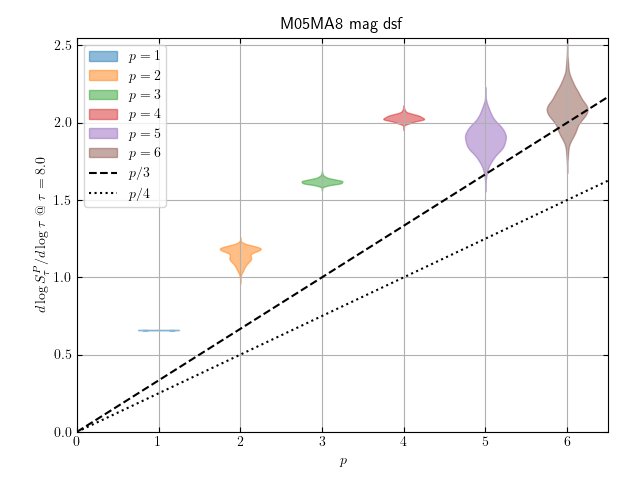 M05MA8 mag dsf
p = 1
p = 2
p = 3
p = 4
p = 5
p = 6
p/3
p/4
d log S_τ^P / d log τ @ τ = 8.0
2.5
2.0
1.5
1.0
0.5
0.0
0 1 2 3 4 5 6
p